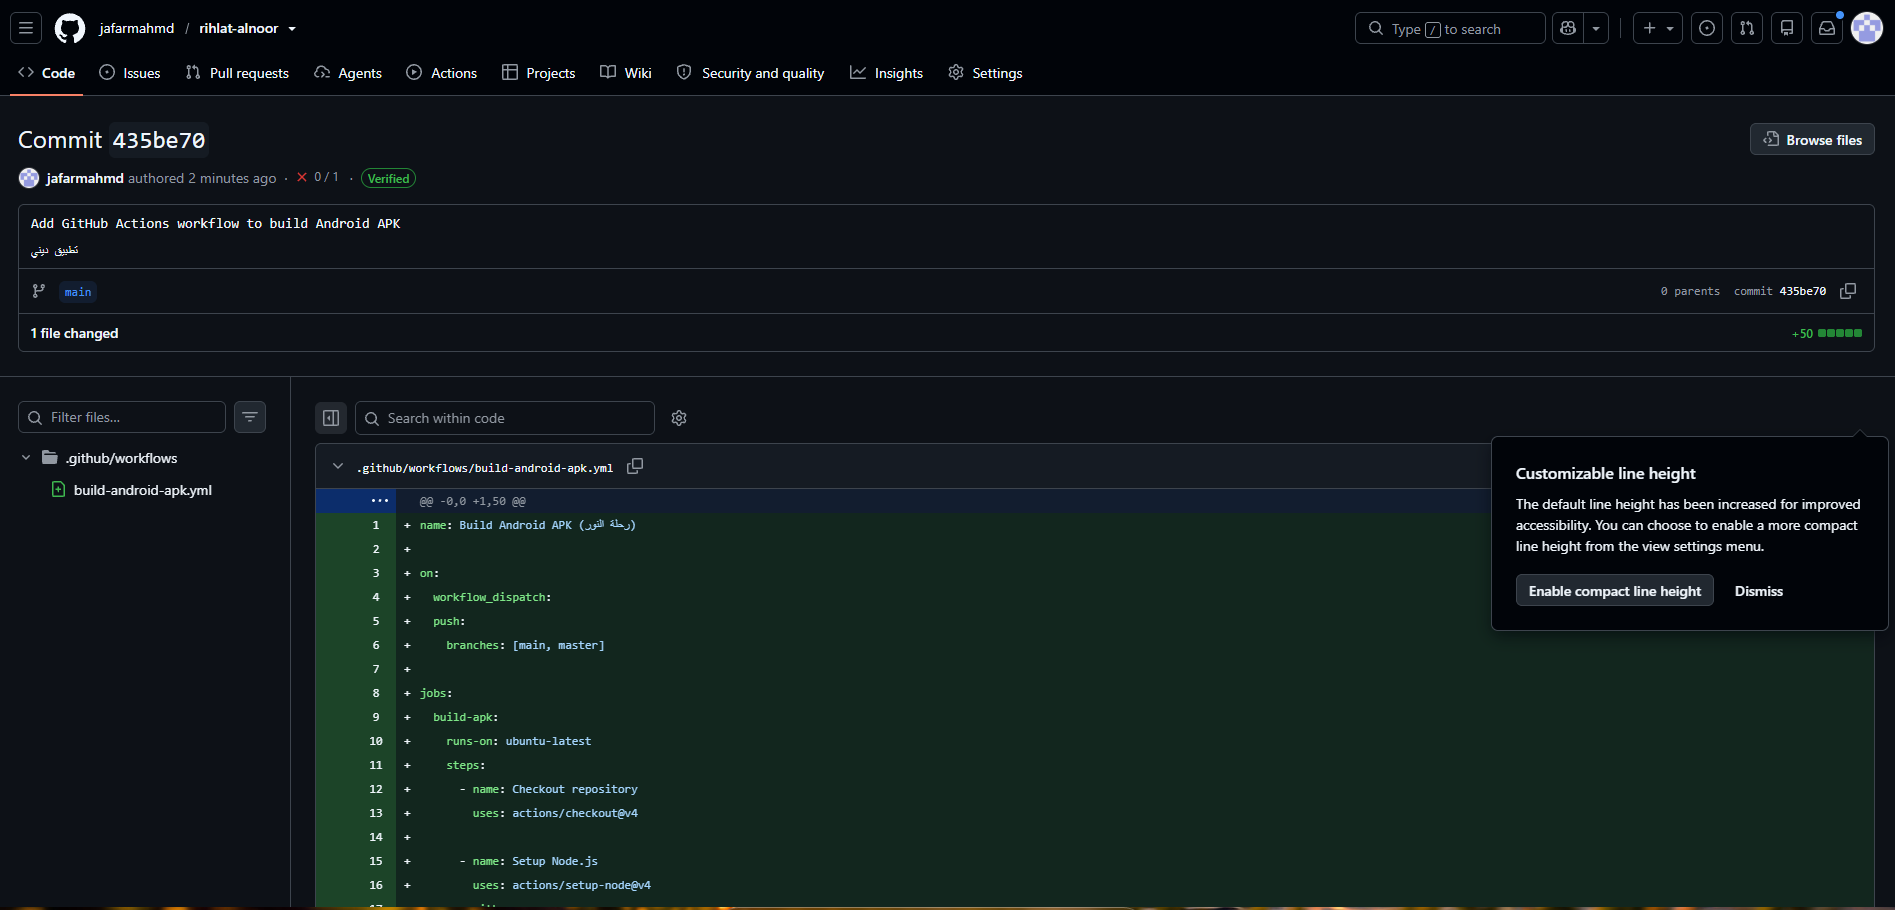 jafarmahmd / rihlat-alnoor
Type / to search
Code Issues Pull requests Agents Actions Projects Wiki Security and quality Insights Settings
Commit 435be70
Browse files
jafarmahmd authored 2 minutes ago · 0 / 1 · Verified
Add GitHub Actions workflow to build Android APK
تطبيق ديني
main
0 parents commit 435be70
1 file changed
+50
Filter files...
Search within code
.github/workflows
build-android-apk.yml
.github/workflows/build-android-apk.yml
@@ -0,0 +1,50 @@
1 + name: Build Android APK (رحلة النور)
2 +
3 + on:
4 + workflow_dispatch:
5 + push:
6 + branches: [main, master]
7 +
8 + jobs:
9 + build-apk:
10 + runs-on: ubuntu-latest
11 + steps:
12 + - name: Checkout repository
13 + uses: actions/checkout@v4
14 +
15 + - name: Setup Node.js
16 + uses: actions/setup-node@v4
Customizable line height
The default line height has been increased for improved
accessibility. You can choose to enable a more compact
line height from the view settings menu.
Enable compact line height Dismiss